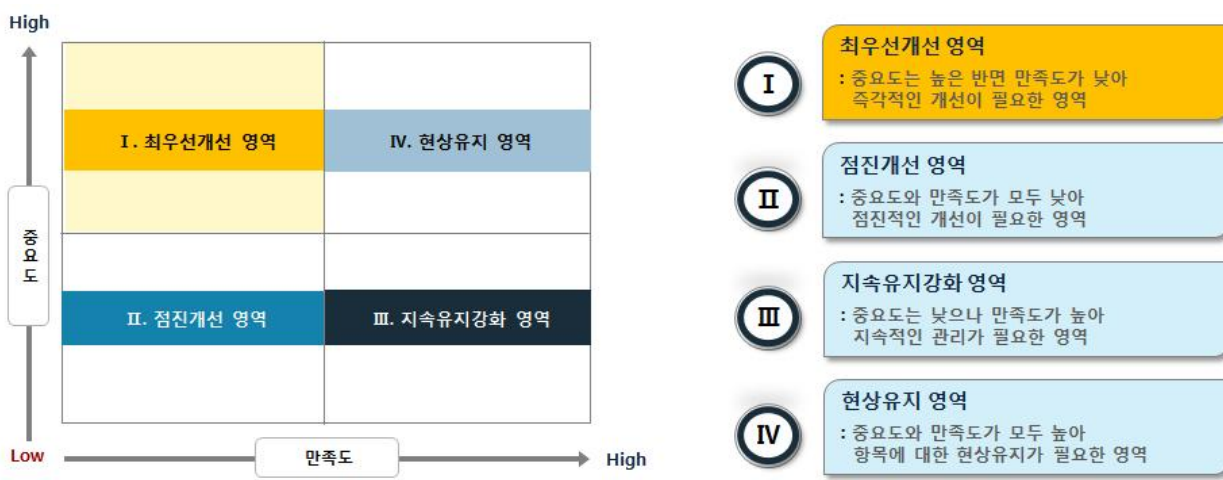 High
Ⅰ. 최우선개선 영역
Ⅳ. 현상유지 영역
중요도
Ⅱ. 점진개선 영역
Ⅲ. 지속유지강화 영역
Low
만족도
High
Ⅰ
최우선개선 영역
: 중요도는 높은 반면 만족도가 낮아
즉각적인 개선이 필요한 영역
Ⅱ
점진개선 영역
: 중요도와 만족도가 모두 낮아
점진적인 개선이 필요한 영역
Ⅲ
지속유지강화 영역
: 중요도는 낮으나 만족도가 높아
지속적인 관리가 필요한 영역
Ⅳ
현상유지 영역
: 중요도와 만족도가 모두 높아
항목에 대한 현상유지가 필요한 영역